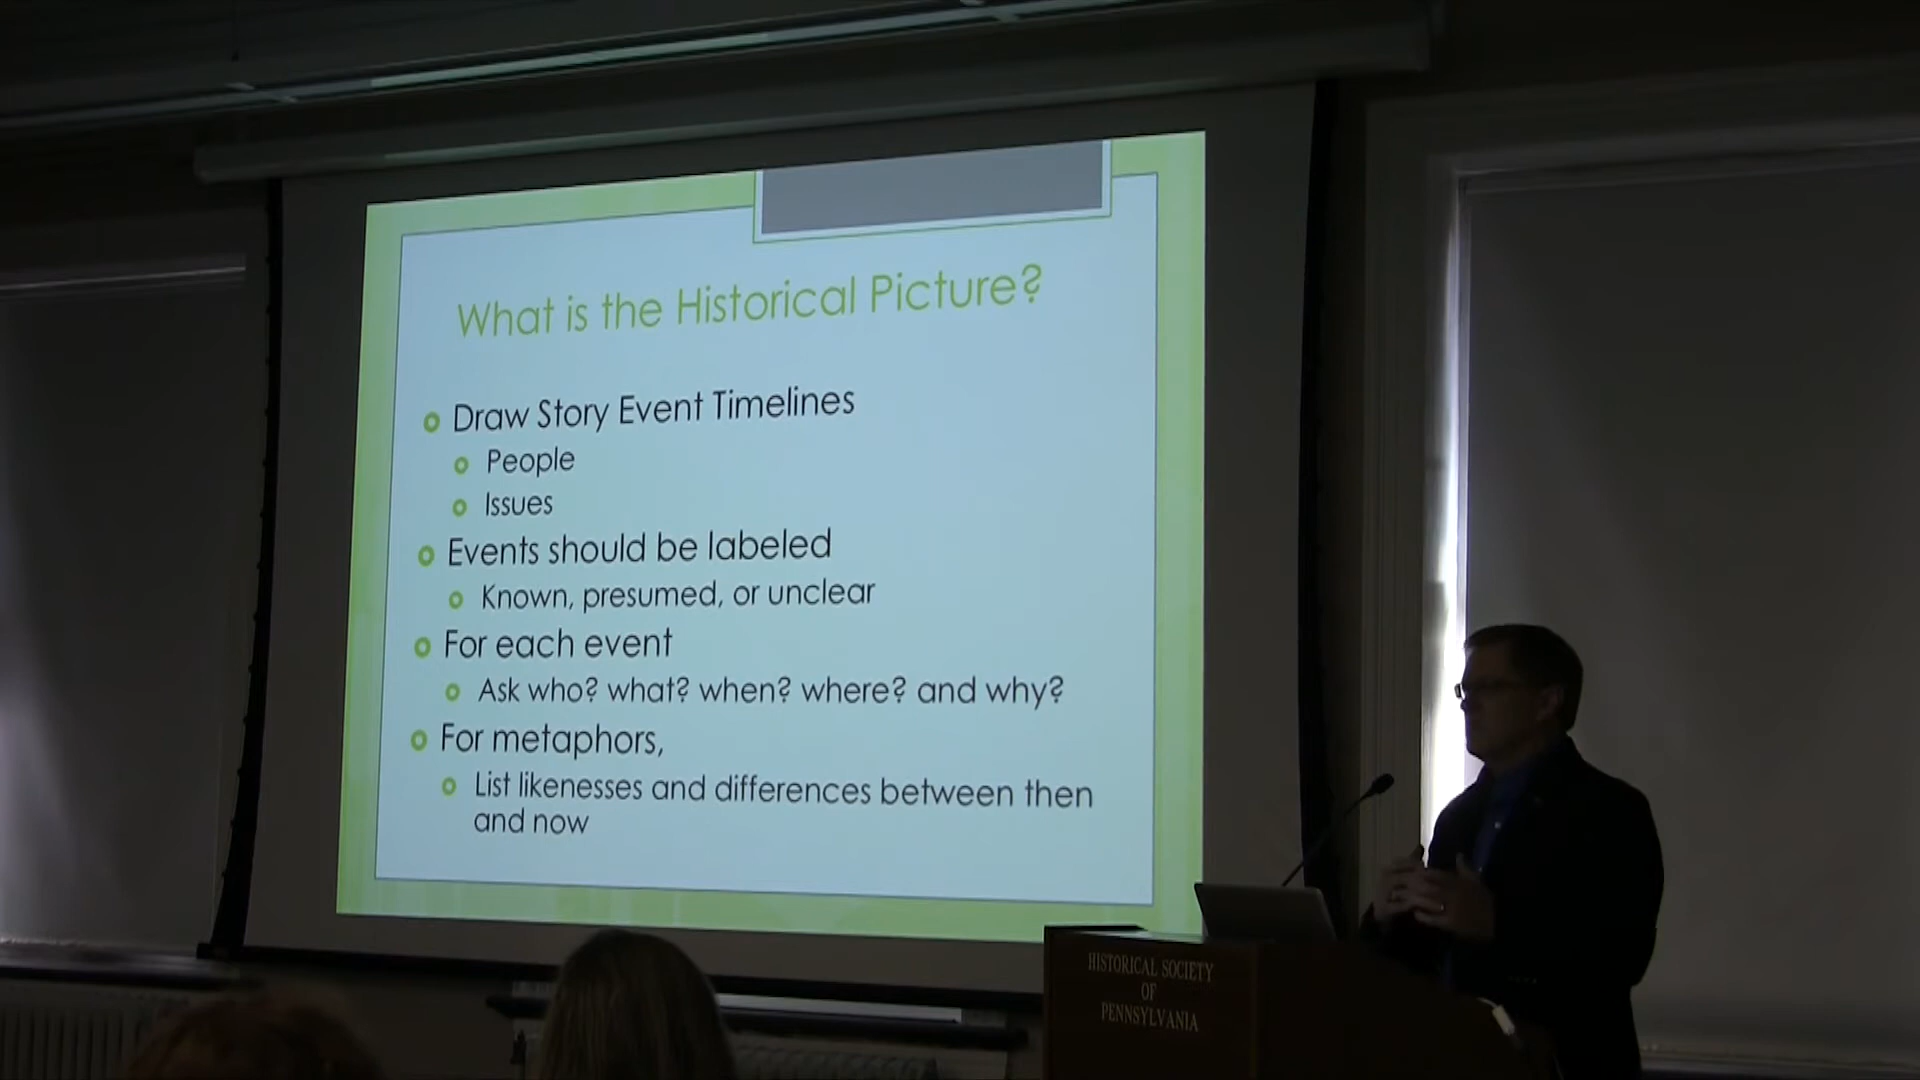 What is the Historical Picture?
Draw Story Event Timelines
People
Issues
Events should be labeled
Known, presumed, or unclear
For each event
Ask who? what? when? where? and why?
For metaphors,
List likenesses and differences between then
and now
HISTORICAL SOCIETY
OF
PENNSYLVANIA